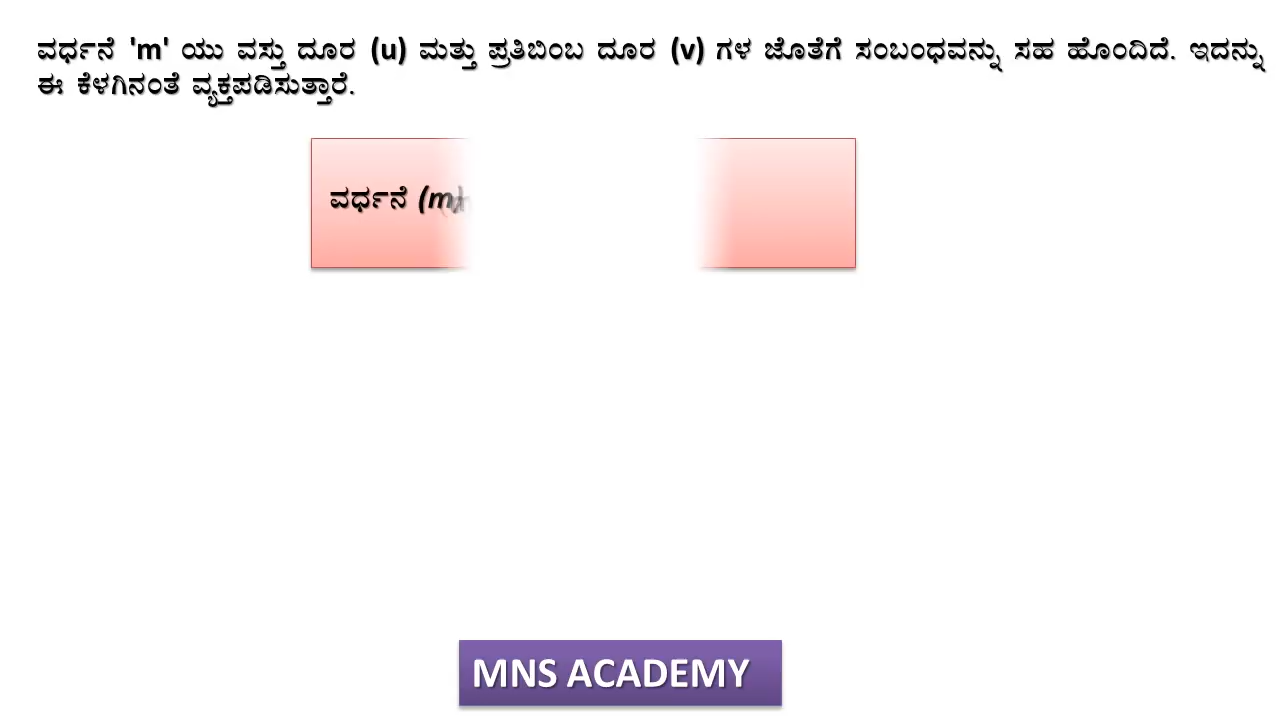 ವರ್ಧನೆ 'm' ಯು ವಸ್ತು ದೂರ (u) ಮತ್ತು ಪ್ರತಿಬಿಂಬ ದೂರ (v) ಗಳ ಜೊತೆಗೆ ಸಂಬಂಧವನ್ನು ಸಹ ಹೊಂದಿದೆ. ಇದನ್ನು
ಈ ಕೆಳಗಿನಂತೆ ವ್ಯಕ್ತಪಡಿಸುತ್ತಾರೆ.
ವರ್ಧನೆ (m)
MNS ACADEMY